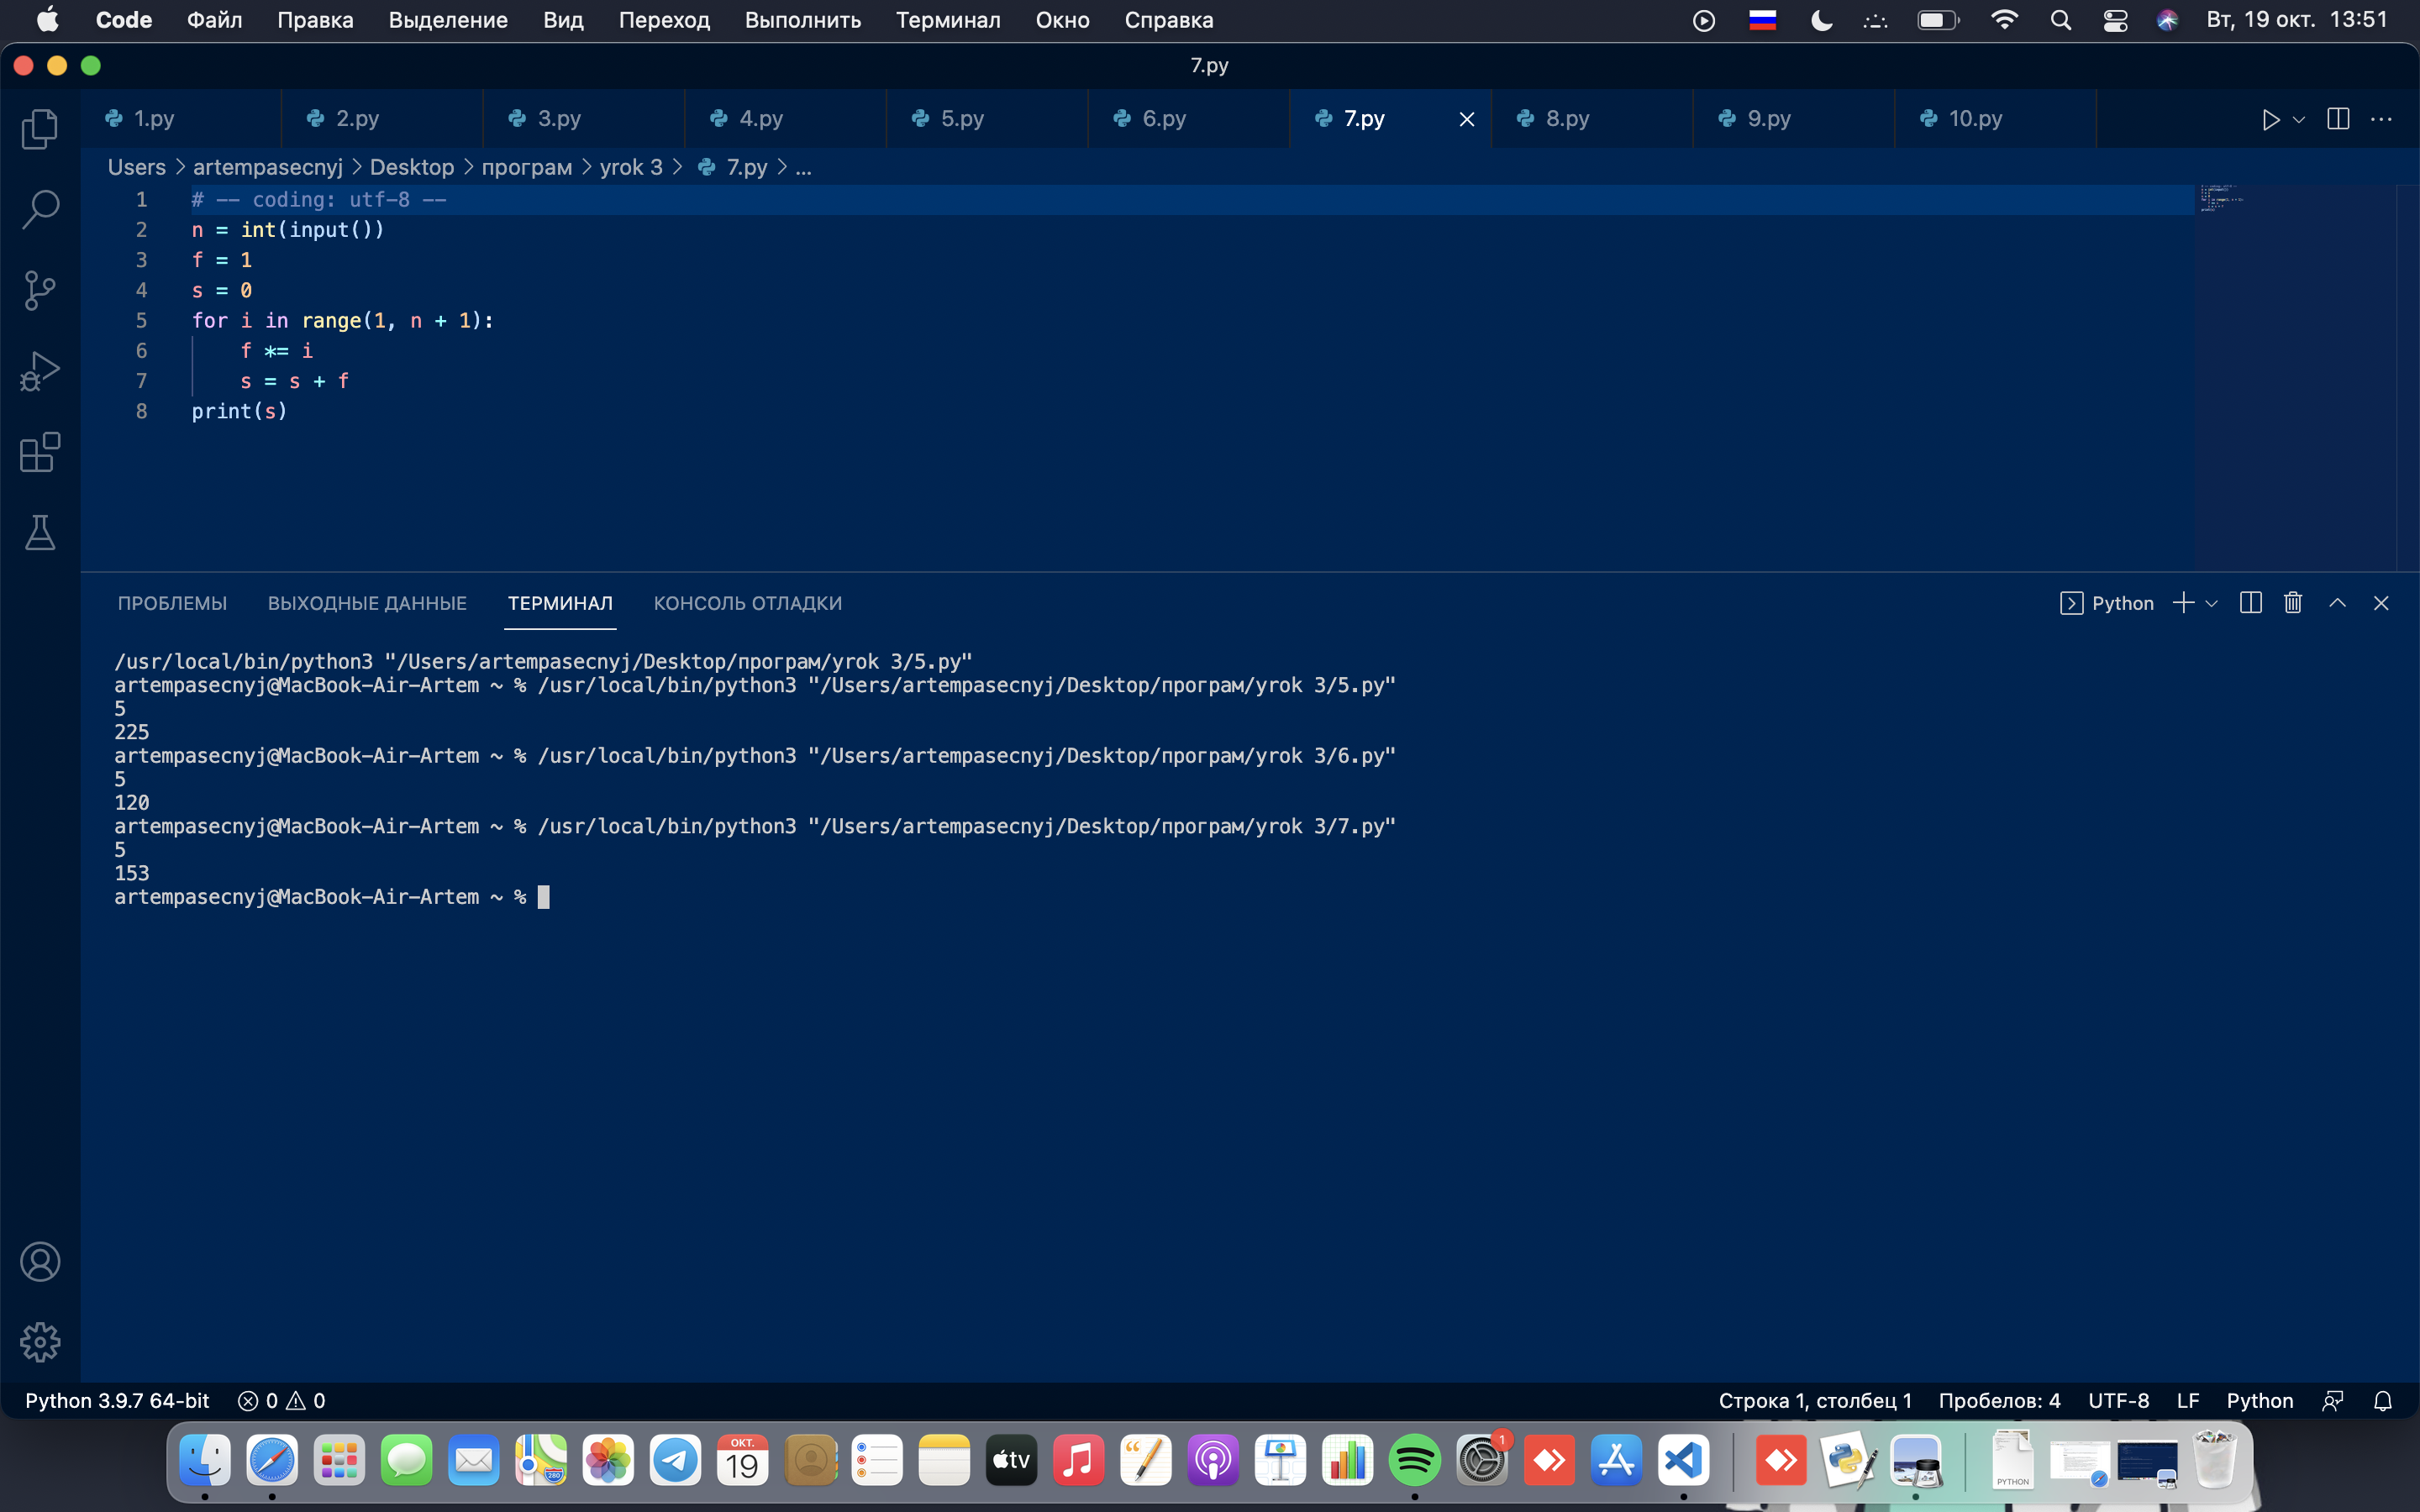 Code Файл Правка Выделение Вид Переход Выполнить Терминал Окно Справка Вт, 19 окт. 13:51
7.py
1.py 2.py 3.py 4.py 5.py 6.py 7.py 8.py 9.py 10.py
Users > artempasecnyj > Desktop > програм > yrok 3 > 7.py > ...
1 # -- coding: utf-8 --
2 n = int(input())
3 f = 1
4 s = 0
5 for i in range(1, n + 1):
6 f *= i
7 s = s + f
8 print(s)
ПРОБЛЕМЫ ВЫХОДНЫЕ ДАННЫЕ ТЕРМИНАЛ КОНСОЛЬ ОТЛАДКИ Python
/usr/local/bin/python3 "/Users/artempasecnyj/Desktop/програм/yrok 3/5.py"
artempasecnyj@MacBook-Air-Artem ~ % /usr/local/bin/python3 "/Users/artempasecnyj/Desktop/програм/yrok 3/5.py"
5
225
artempasecnyj@MacBook-Air-Artem ~ % /usr/local/bin/python3 "/Users/artempasecnyj/Desktop/програм/yrok 3/6.py"
5
120
artempasecnyj@MacBook-Air-Artem ~ % /usr/local/bin/python3 "/Users/artempasecnyj/Desktop/програм/yrok 3/7.py"
5
153
artempasecnyj@MacBook-Air-Artem ~ %
Python 3.9.7 64-bit 0 0 Строка 1, столбец 1 Пробелов: 4 UTF-8 LF Python
ОКТ.
19
280
tv
1
PYTHON